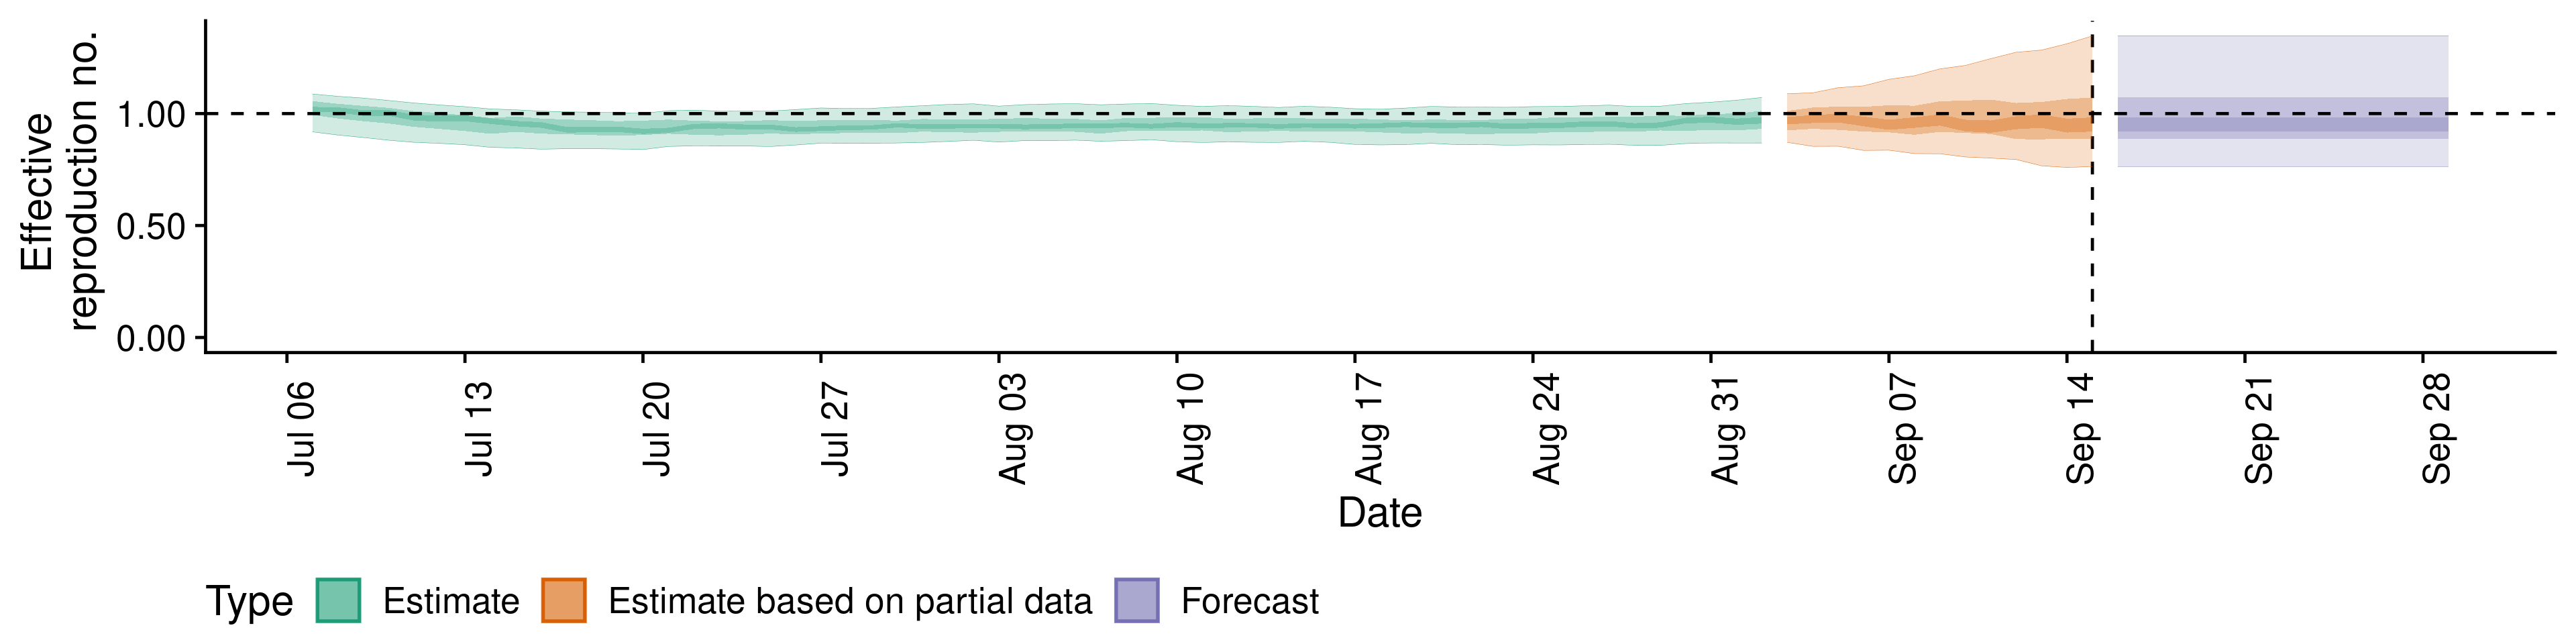 Effective
reproduction no.
1.00
0.50
0.00
Jul 06
Jul 13
Jul 20
Jul 27
Aug 03
Aug 10
Aug 17
Aug 24
Aug 31
Sep 07
Sep 14
Sep 21
Sep 28
Date
Type Estimate Estimate based on partial data Forecast